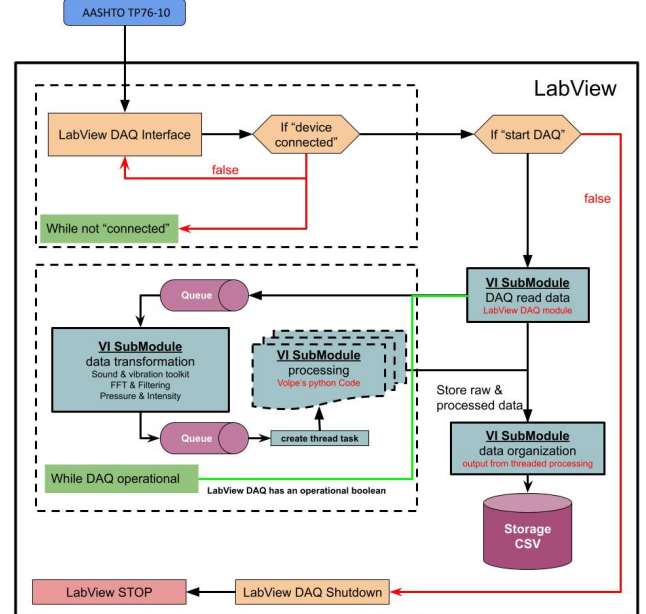 AASHTO TP76-10
LabView
LabView DAQ Interface
If "device
connected"
If "start DAQ"
false
false
While not "connected"
Queue
VI SubModule
DAQ read data
LabView DAQ module
VI SubModule
data transformation
Sound & vibration toolkit
FFT & Filtering
Pressure & Intensity
VI SubModule
processing
Volpe's python Code
Store raw &
processed data
Queue
create thread task
VI SubModule
data organization
output from threaded processing
While DAQ operational
LabView DAQ has an operational boolean
Storage
CSV
LabView STOP
LabView DAQ Shutdown